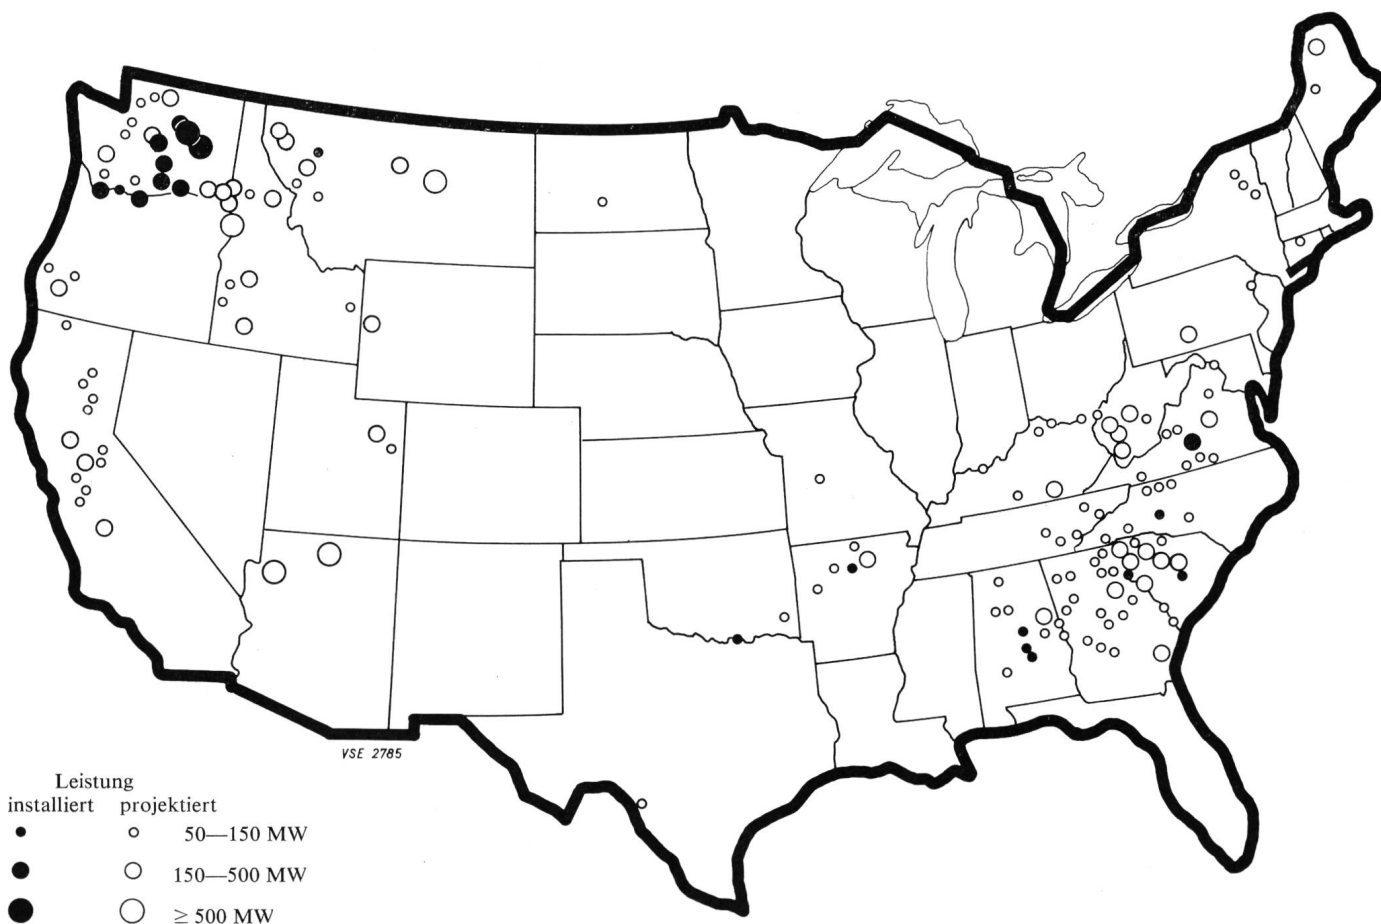 VSE 2785
Leistung
installiert projektiert
50—150 MW
150—500 MW
≥ 500 MW